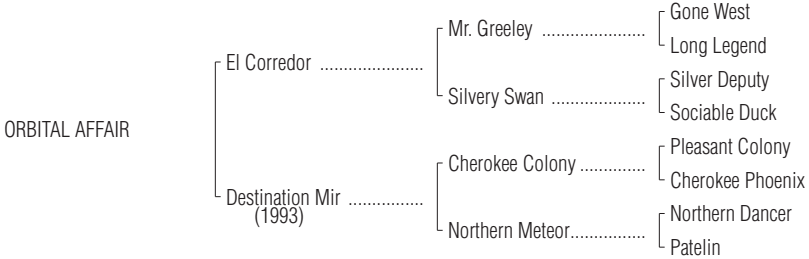 Gone West
Mr. Greeley ......................
Long Legend
El Corredor ......................
Silver Deputy
Silvery Swan ....................
Sociable Duck
ORBITAL AFFAIR
Pleasant Colony
Cherokee Colony ..............
Cherokee Phoenix
Destination Mir ................
(1993)
Northern Dancer
Northern Meteor................
Patelin